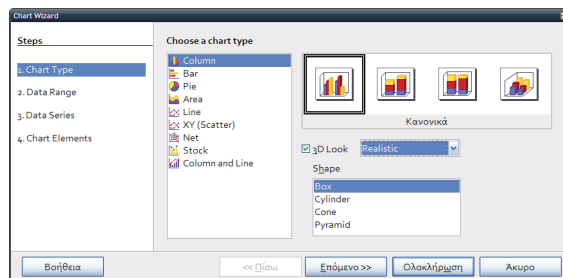 Chart Wizard
Steps
1. Chart Type
2. Data Range
3. Data Series
4. Chart Elements
Choose a chart type
Column
Bar
Pie
Area
Line
XY (Scatter)
Net
Stock
Column and Line
Κανονικά
3D Look
Realistic
Shape
Box
Cylinder
Cone
Pyramid
Βοήθεια
<< Πίσω
Επόμενο >>
Ολοκλήρωση
Άκυρο